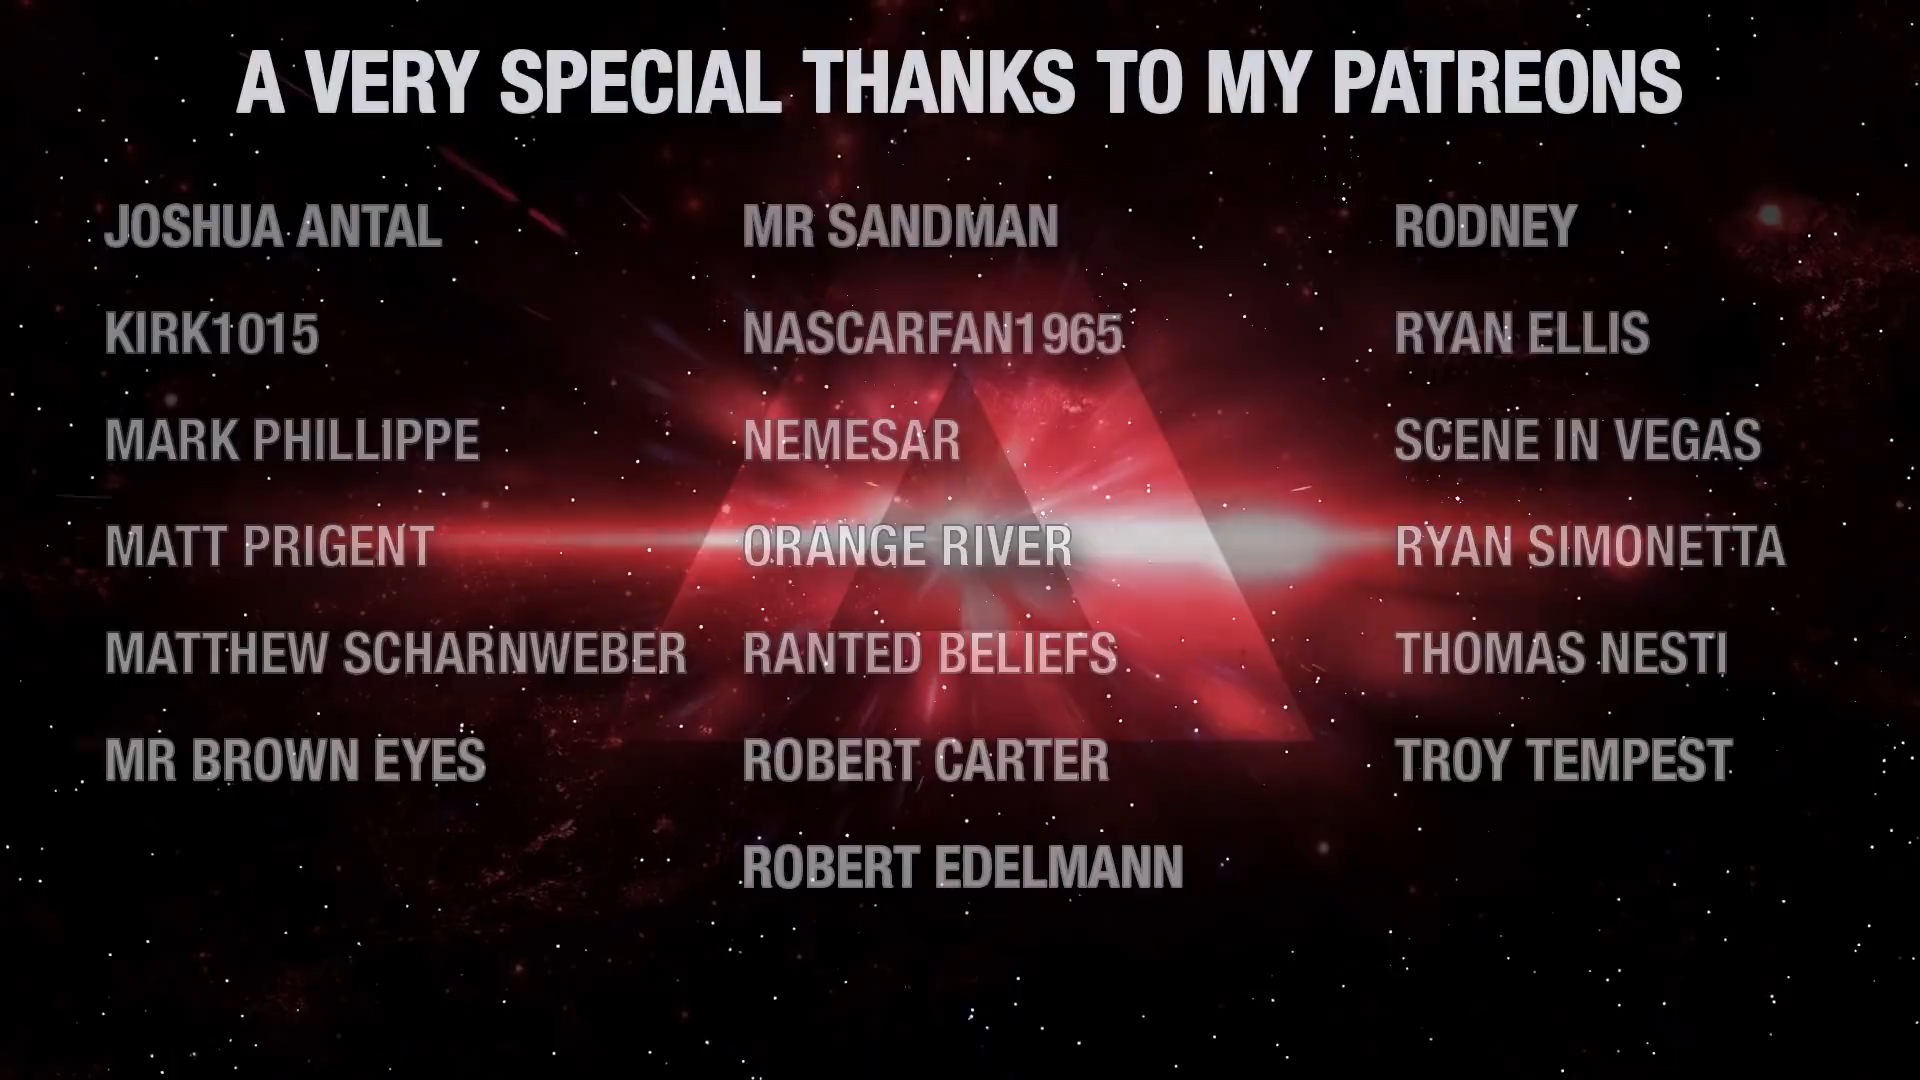 A VERY SPECIAL THANKS TO MY PATREONS
JOSHUA ANTAL
KIRK1015
MARK PHILLIPPE
MATT PRIGENT
MATTHEW SCHARNWEBER
MR BROWN EYES
MR SANDMAN
NASCARFAN1965
NEMESAR
ORANGE RIVER
RANTED BELIEFS
ROBERT CARTER
ROBERT EDELMANN
RODNEY
RYAN ELLIS
SCENE IN VEGAS
RYAN SIMONETTA
THOMAS NESTI
TROY TEMPEST